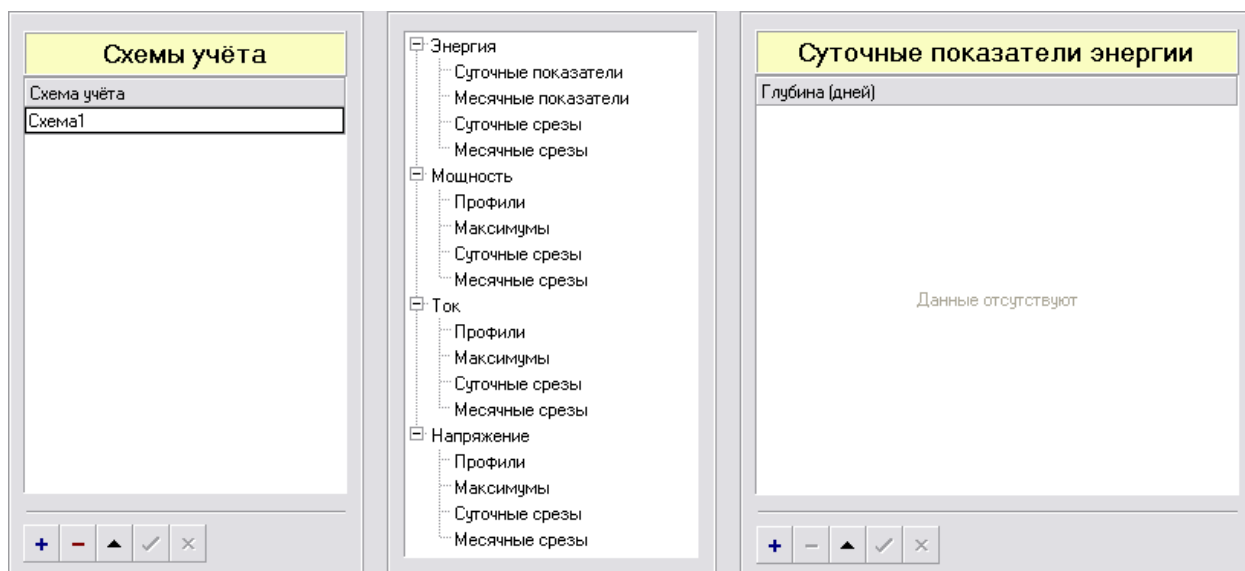 Схемы учёта
Схема учёта
Схема1
Энергия
Суточные показатели
Месячные показатели
Суточные срезы
Месячные срезы
Мощность
Профили
Максимумы
Суточные срезы
Месячные срезы
Ток
Профили
Максимумы
Суточные срезы
Месячные срезы
Напряжение
Профили
Максимумы
Суточные срезы
Месячные срезы
Суточные показатели энергии
Глубина (дней)
Данные отсутствуют